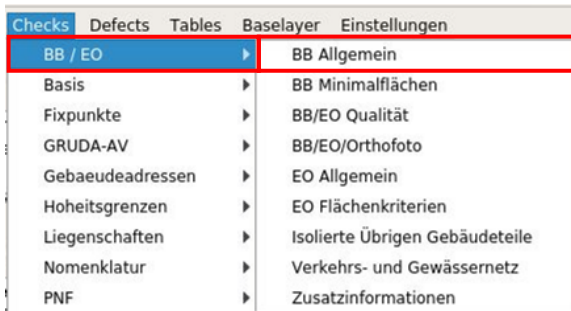 Checks Defects Tables Baselayer Einstellungen
BB / EO
Basis
Fixpunkte
GRUDA-AV
Gebaeudeadressen
Hoheitsgrenzen
Liegenschaften
Nomenklatur
PNF
BB Allgemein
BB Minimalflächen
BB/EO Qualität
BB/EO/Orthofoto
EO Allgemein
EO Flächenkriterien
Isolierte Übrigen Gebäudeteile
Verkehrs- und Gewässernetz
Zusatzinformationen